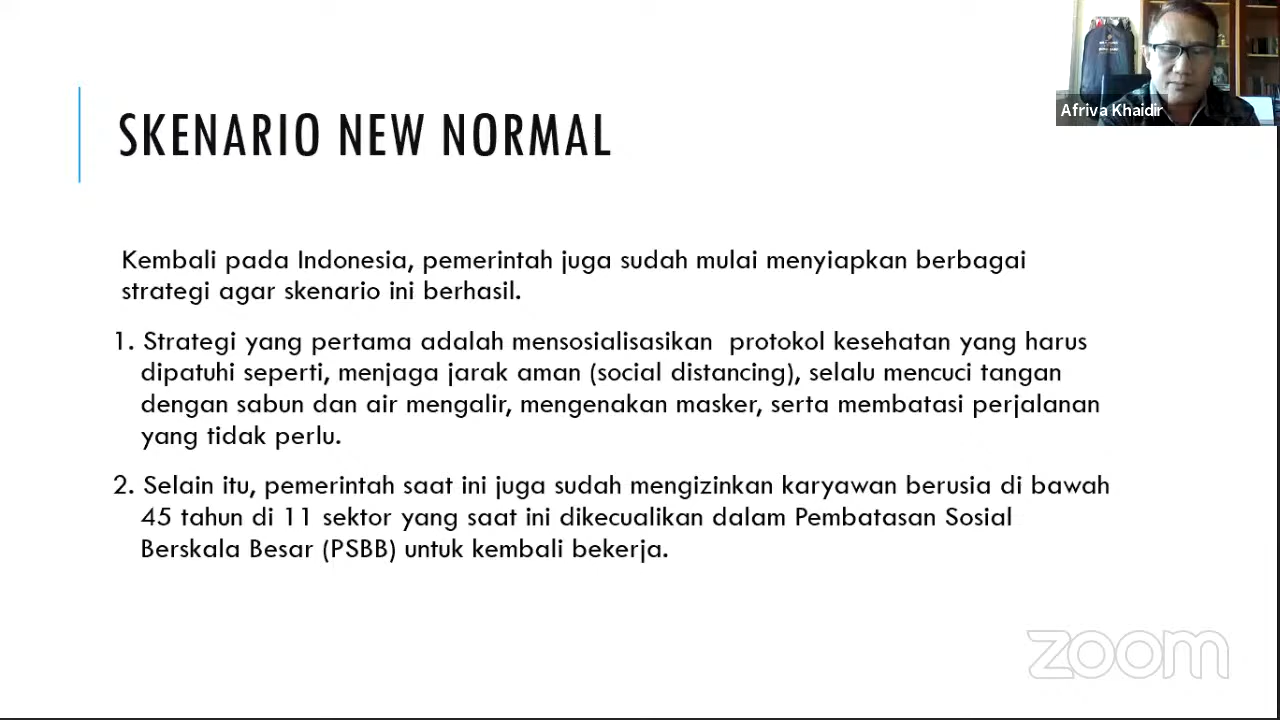 Afriva Khaidir
SKENARIO NEW NORMAL
Kembali pada Indonesia, pemerintah juga sudah mulai menyiapkan berbagai
strategi agar skenario ini berhasil.
1. Strategi yang pertama adalah mensosialisasikan  protokol kesehatan yang harus
dipatuhi seperti, menjaga jarak aman (social distancing), selalu mencuci tangan
dengan sabun dan air mengalir, mengenakan masker, serta membatasi perjalanan
yang tidak perlu.
2. Selain itu, pemerintah saat ini juga sudah mengizinkan karyawan berusia di bawah
45 tahun di 11 sektor yang saat ini dikecualikan dalam Pembatasan Sosial
Berskala Besar (PSBB) untuk kembali bekerja.
zoom